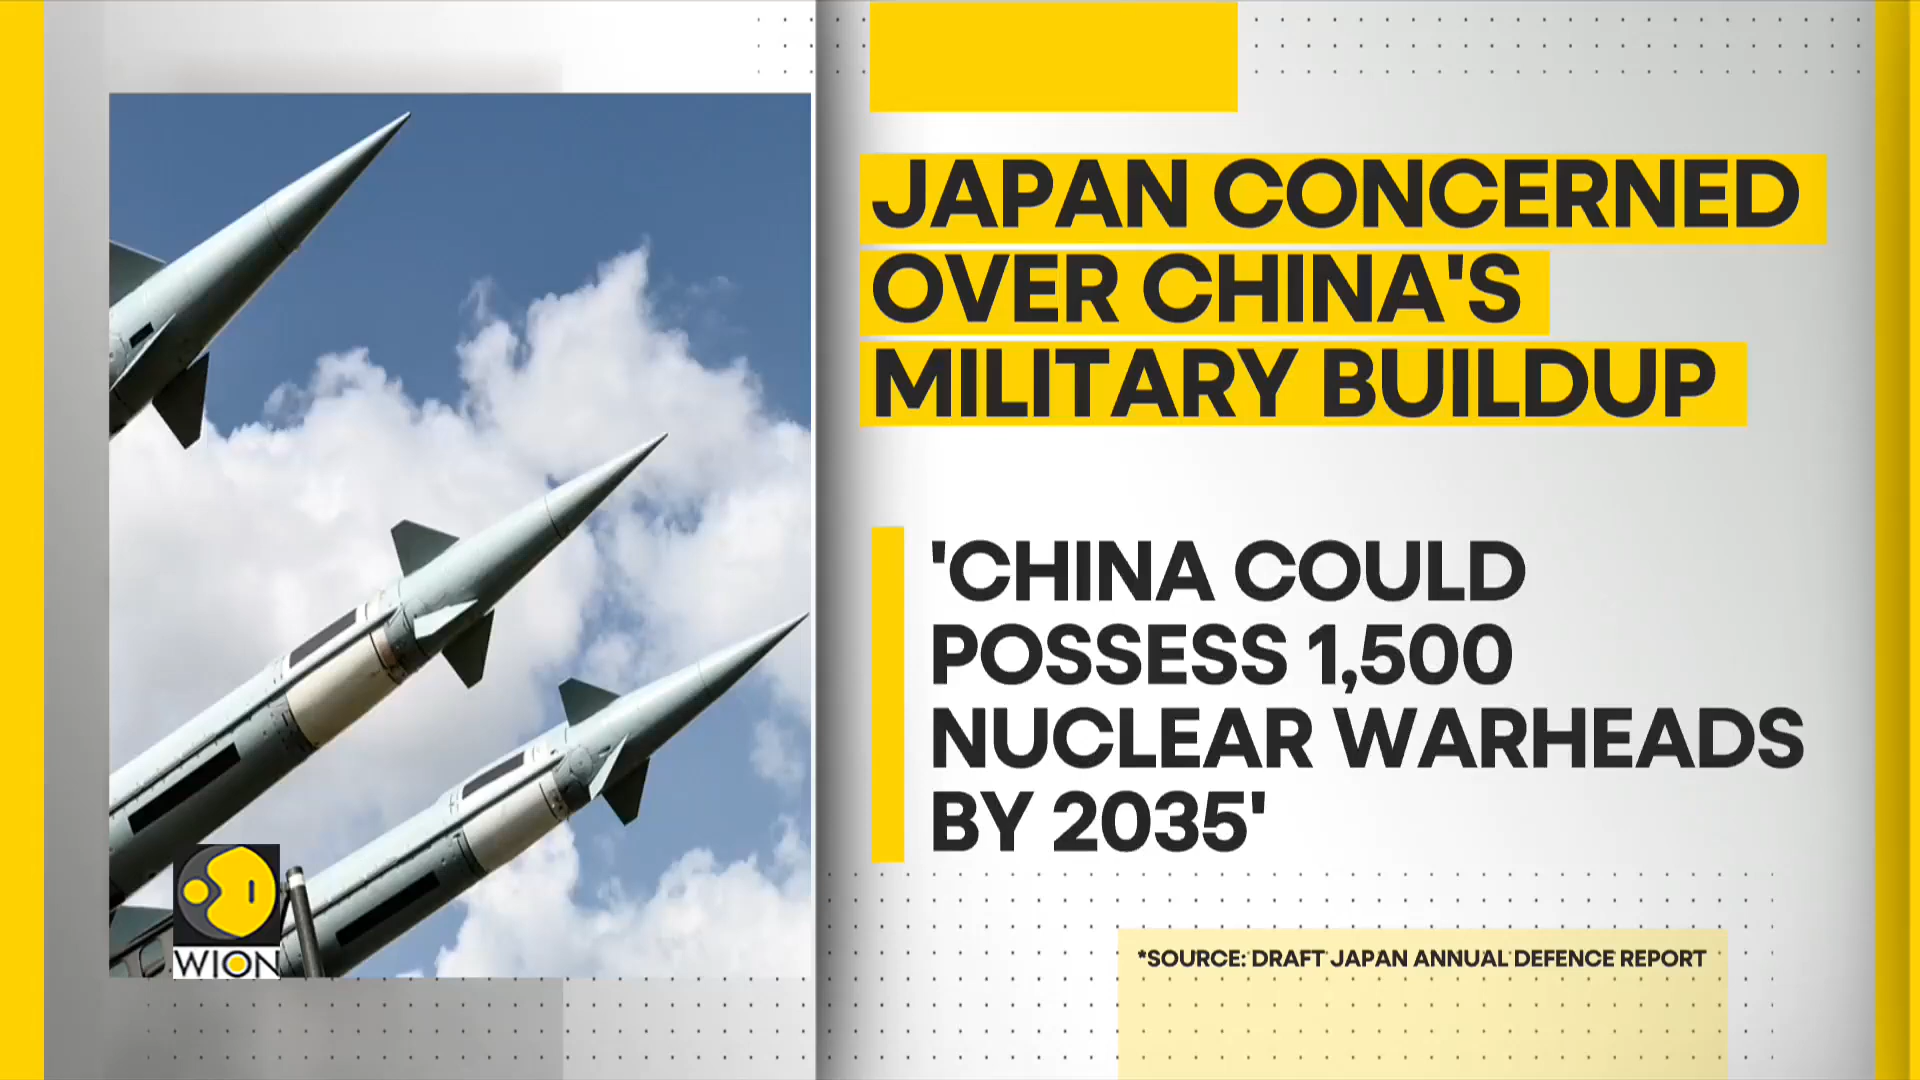 JAPAN CONCERNED
OVER CHINA'S
MILITARY BUILDUP
'CHINA COULD
POSSESS 1,500
NUCLEAR WARHEADS
BY 2035'
*SOURCE: DRAFT JAPAN ANNUAL DEFENCE REPORT
WION